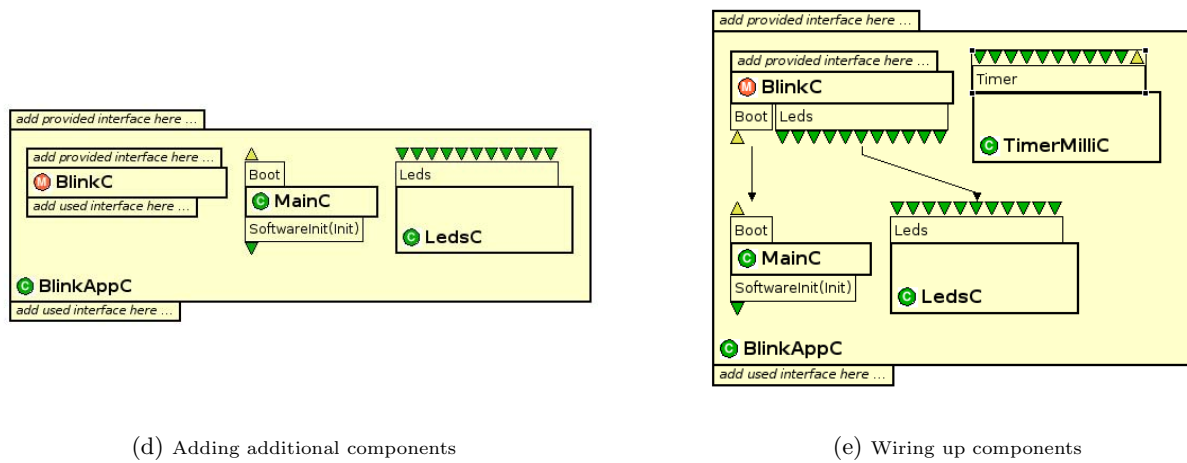 add provided interface here ...
add provided interface here ...
M BlinkC
add used interface here ...
Boot
C MainC
SoftwareInit(Init)
Leds
C LedsC
C BlinkAppC
add used interface here ...
(d) Adding additional components
add provided interface here ...
add provided interface here ...
M BlinkC
Boot
Leds
Timer
C TimerMilliC
Boot
C MainC
SoftwareInit(Init)
Leds
C LedsC
C BlinkAppC
add used interface here ...
(e) Wiring up components